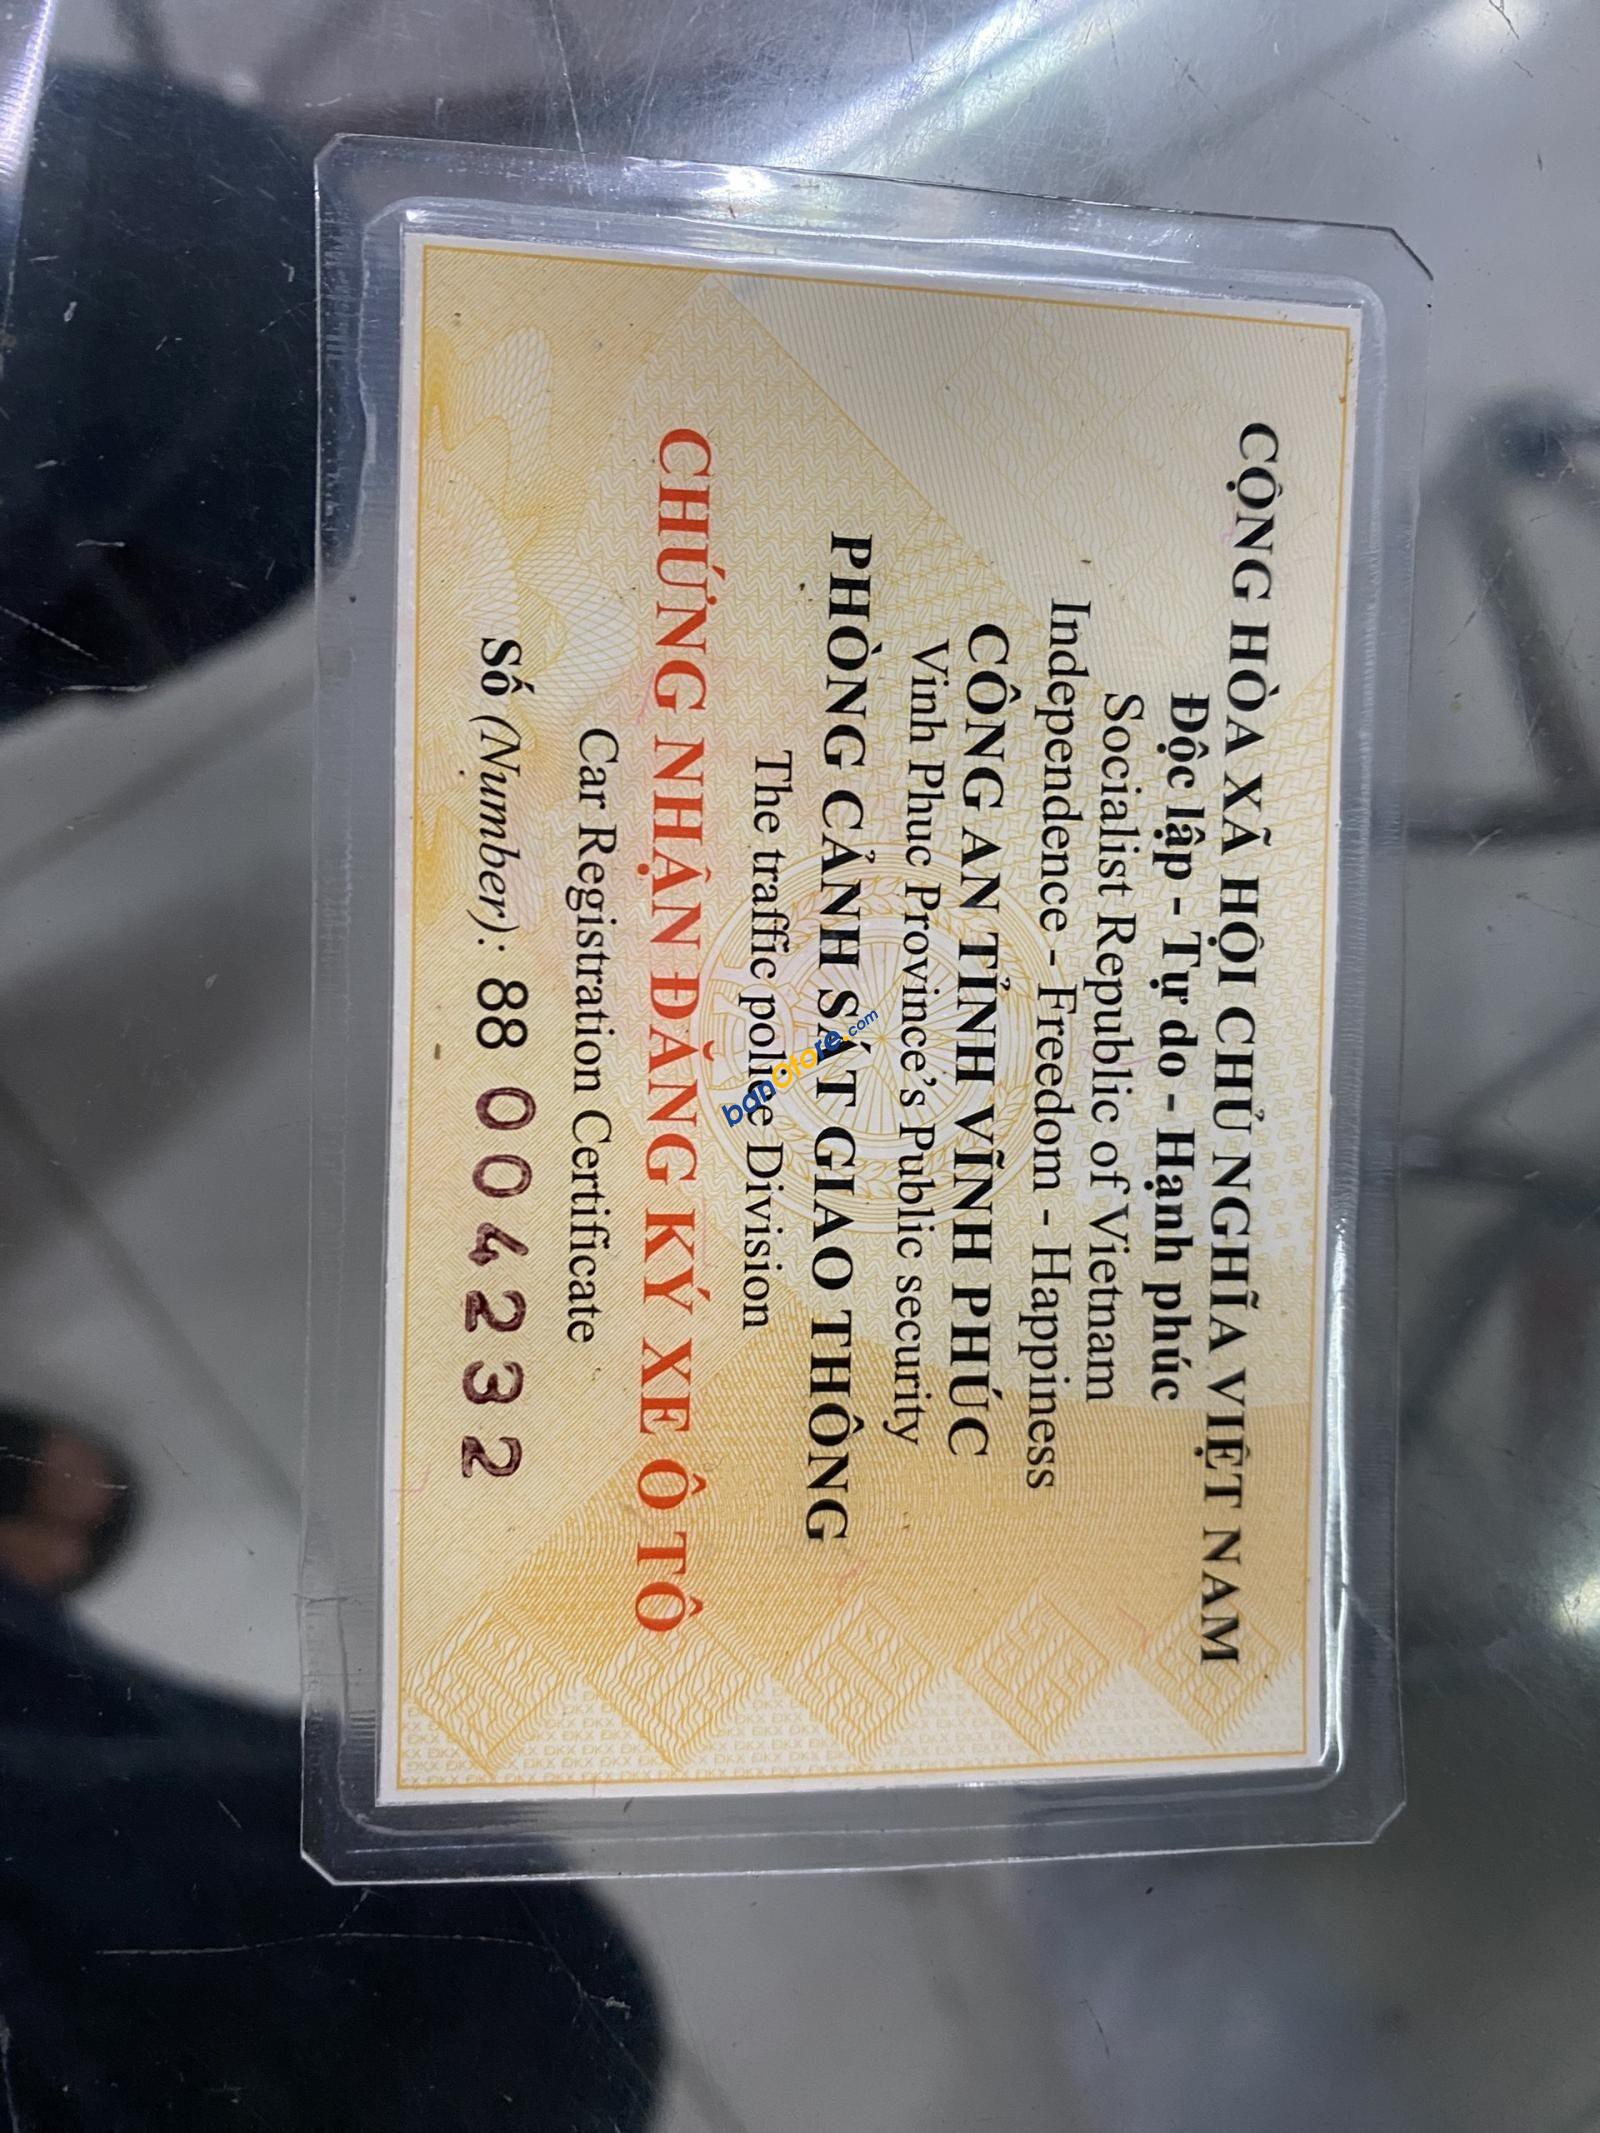 CỘNG HÒA XÃ HỘI CHỦ NGHĨA VIỆT NAM
Độc lập - Tự do - Hạnh phúc
Socialist Republic of Vietnam
Independence - Freedom - Happiness
CÔNG AN TỈNH VĨNH PHÚC
Vinh Phuc Province's Public security
PHÒNG CẢNH SÁT GIAO THÔNG
The traffic police Division
CHỨNG NHẬN ĐĂNG KÝ XE Ô TÔ
Car Registration Certificate
Số (Number): 88 004232
banOtore.com